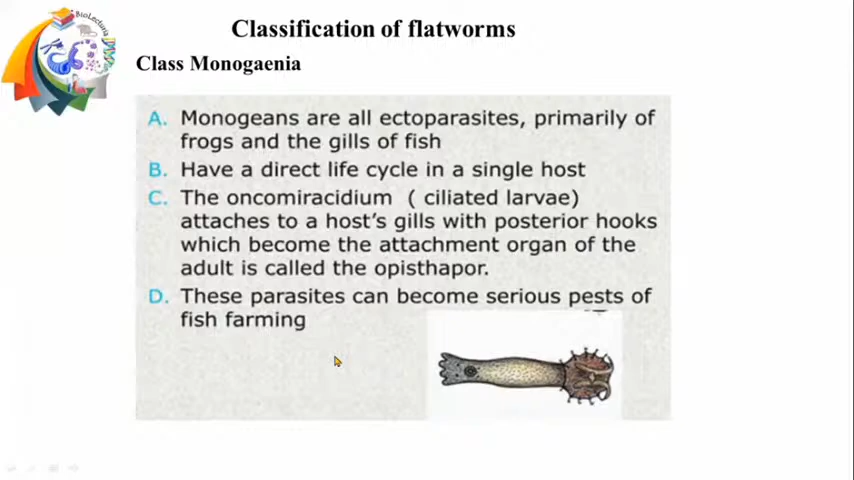 BioLectures
Classification of flatworms
Class Monogaenia
A. Monogeans are all ectoparasites, primarily of
frogs and the gills of fish
B. Have a direct life cycle in a single host
C. The oncomiracidium ( ciliated larvae)
attaches to a host's gills with posterior hooks
which become the attachment organ of the
adult is called the opisthapor.
D. These parasites can become serious pests of
fish farming